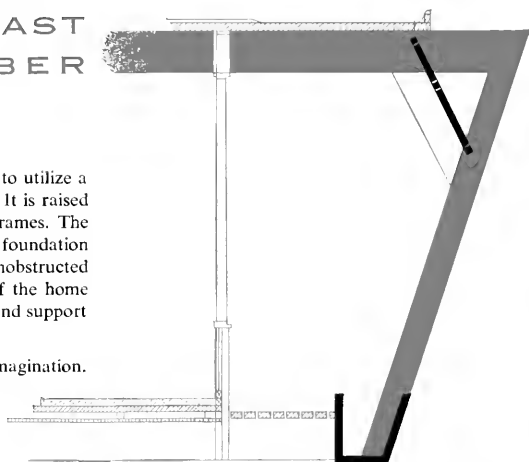 AST
BER
to utilize a
It is raised
rames. The
foundation
nobstructed
f the home
nd support
magination.